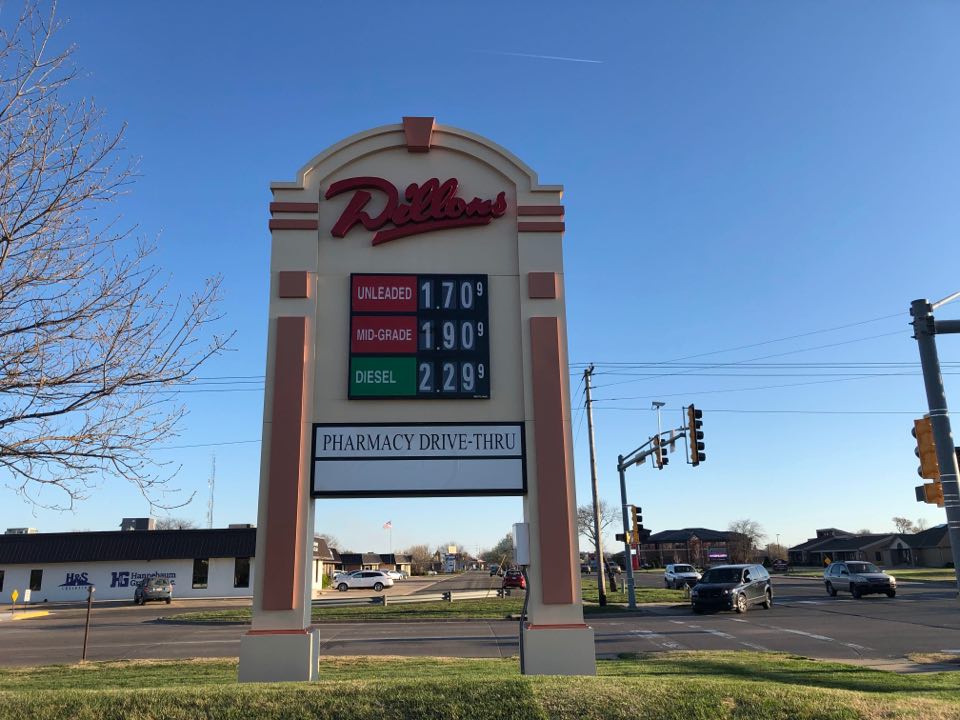 Dillons
UNLEADED 1.70 9
MID-GRADE 1.90 9
DIESEL 2.29 9
PHARMACY DRIVE-THRU
H&S
HG Hannebaum